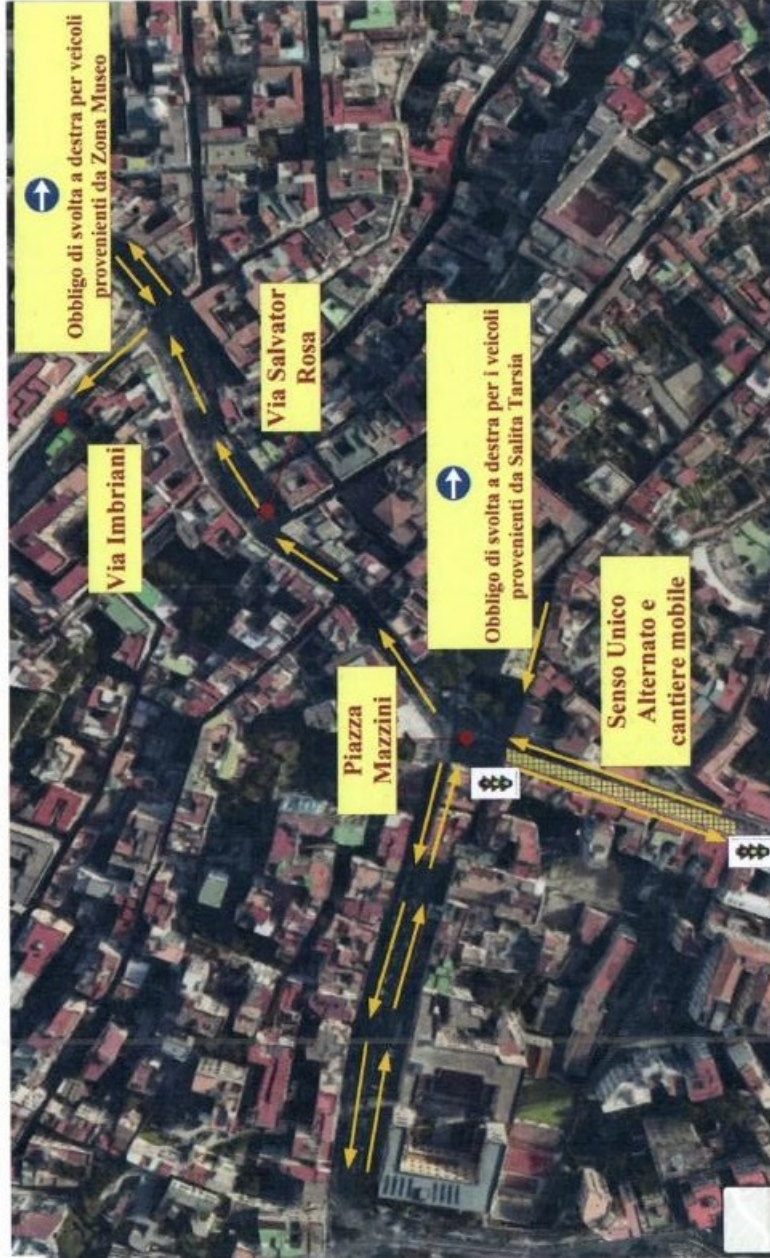 Obbligo di svolta a destra per veicoli
provenienti da Zona Museo
Via Imbriani
Via Salvator
Rosa
Obbligo di svolta a destra per i veicoli
provenienti da Salita Tarsia
Piazza
Mazzini
Senso Unico
Alternato e
cantiere mobile